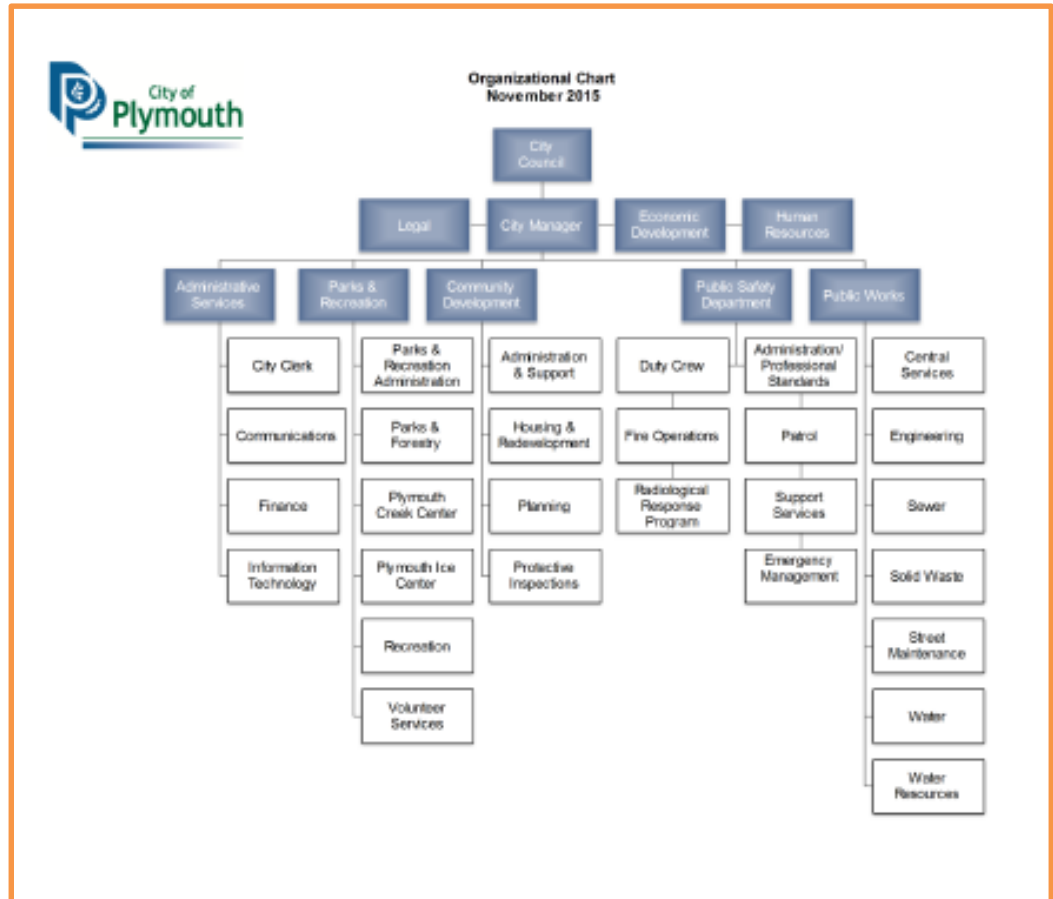 City of
Plymouth
Organizational Chart
November 2015
City
Council
Legal
City Manager
Economic
Development
Human
Resources
Administrative
Services
Parks &
Recreation
Community
Development
Public Safety
Department
Public Works
City Clerk
Communications
Finance
Information
Technology
Parks &
Recreation
Administration
Parks &
Forestry
Plymouth
Creek Center
Plymouth Ice
Center
Recreation
Volunteer
Services
Administration
& Support
Housing &
Redevelopment
Planning
Protective
Inspections
Duty Crew
Fire Operations
Radiological
Response
Program
Administration/
Professional
Standards
Patrol
Support
Services
Emergency
Management
Central
Services
Engineering
Sewer
Solid Waste
Street
Maintenance
Water
Water
Resources